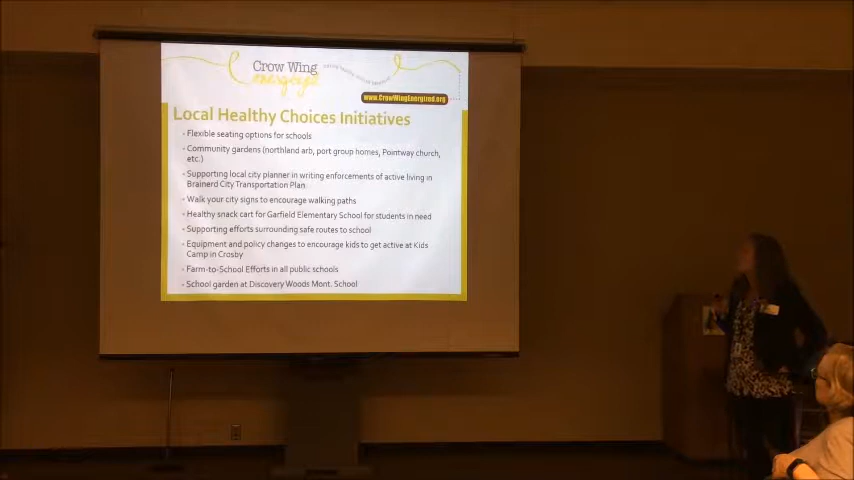 Crow Wing
energized
www.CrowWingEnergized.org
Local Healthy Choices Initiatives
• Flexible seating options for schools
• Community gardens (northland arb, port group homes, Pointway church,
etc.)
• Supporting local city planner in writing enforcements of active living in
Brainerd City Transportation Plan
• Walk your city signs to encourage walking paths
• Healthy snack cart for Garfield Elementary School for students in need
• Supporting efforts surrounding safe routes to school
• Equipment and policy changes to encourage kids to get active at Kids
Camp in Crosby
• Farm-to-School Efforts in all public schools
• School garden at Discovery Woods Mont. School